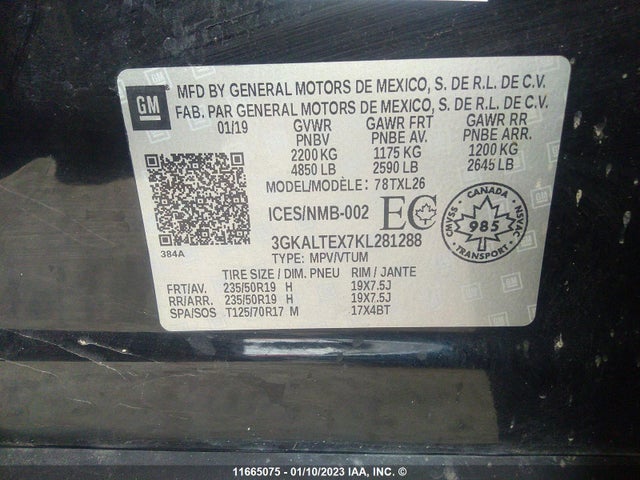 GM
MFD BY GENERAL MOTORS DE MEXICO, S. DE R.L. DE C.V.
FAB. PAR GENERAL MOTORS DE MEXICO, S. DE R.L. DE C.V.
01/19 GVWR GAWR FRT GAWR RR
PNBV PNBE AV. PNBE ARR.
2200 KG 1175 KG 1200 KG
4850 LB 2590 LB 2645 LB
MODEL/MODÈLE: 78TXL26
ICES/NMB-002 EC
CANADA
CMVSS 985 NSVAC
384A
3GKALTEX7KL281288
TYPE: MPV/VTUM
TIRE SIZE / DIM. PNEU RIM / JANTE
FRT/AV. 235/50R19 H 19X7.5J
RR/ARR. 235/50R19 H 19X7.5J
SPA/SOS T125/70R17 M 17X4BT
11665075 - 01/10/2023 IAA, INC. ©